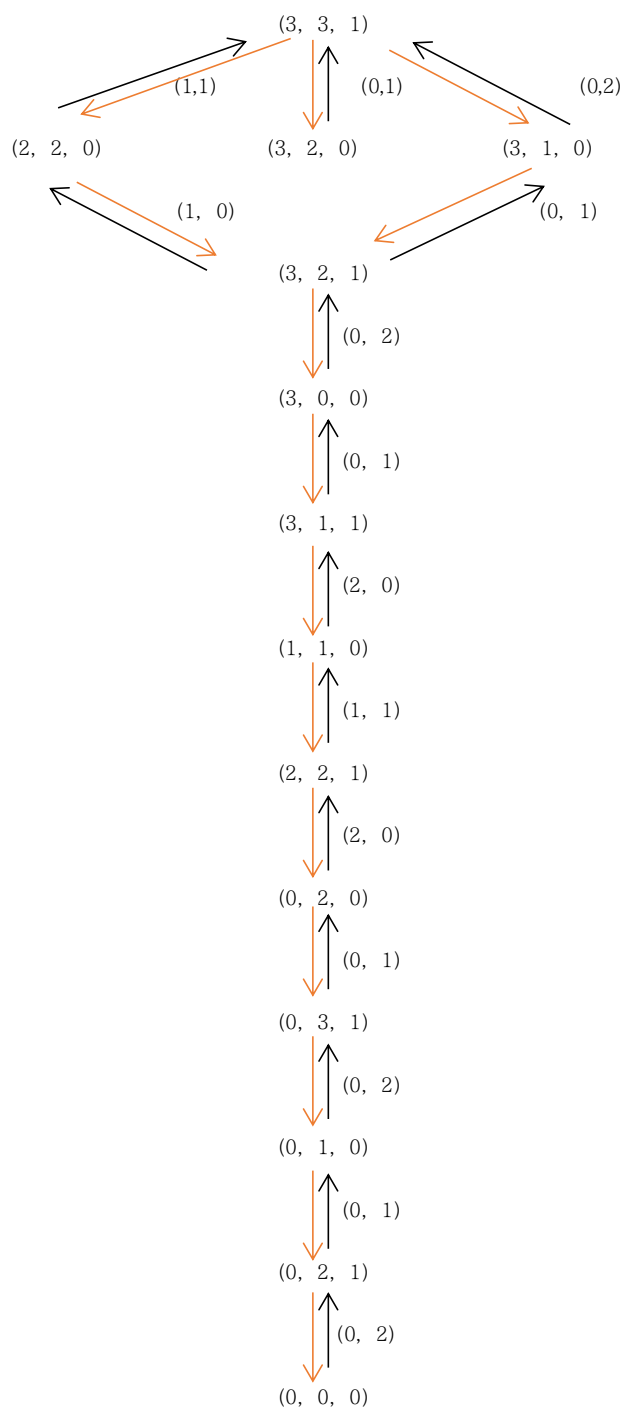 (3, 3, 1)
(1,1) (0,1) (0,2)
(2, 2, 0) (3, 2, 0) (3, 1, 0)
(1, 0) (0, 1)
(3, 2, 1)
(0, 2)
(3, 0, 0)
(0, 1)
(3, 1, 1)
(2, 0)
(1, 1, 0)
(1, 1)
(2, 2, 1)
(2, 0)
(0, 2, 0)
(0, 1)
(0, 3, 1)
(0, 2)
(0, 1, 0)
(0, 1)
(0, 2, 1)
(0, 2)
(0, 0, 0)